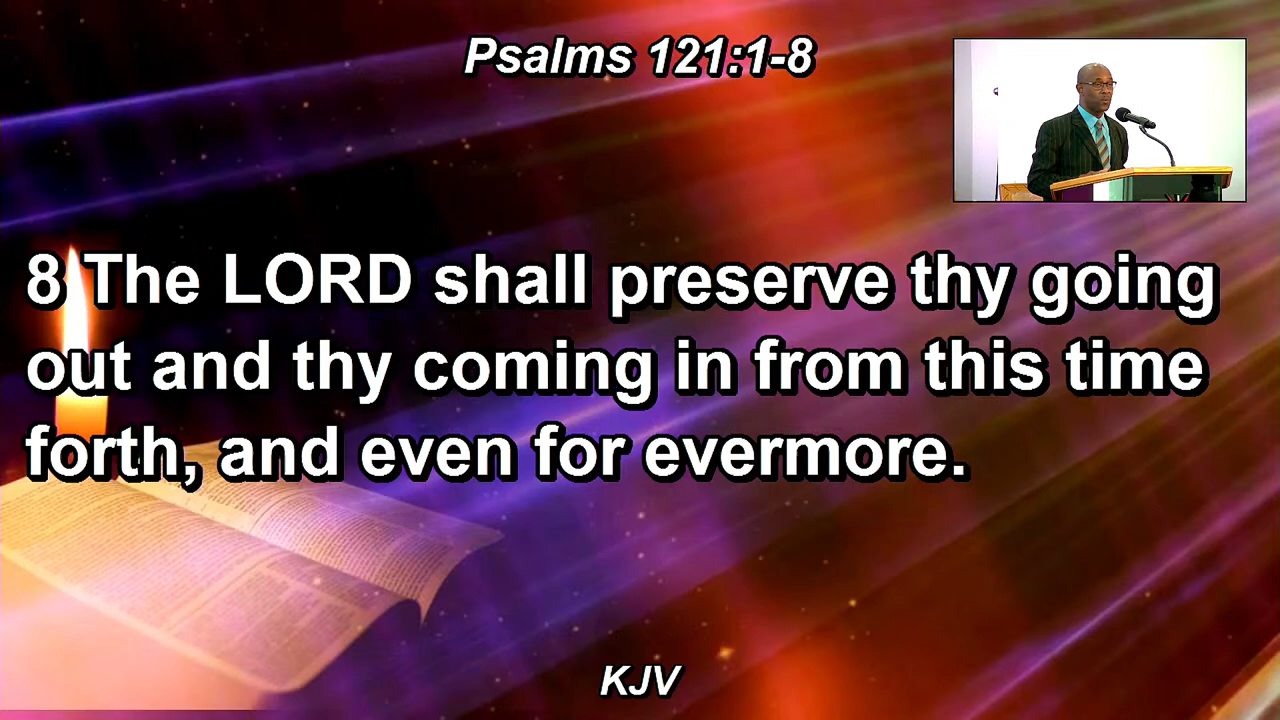 Psalms 121:1-8
8 The LORD shall preserve thy going
out and thy coming in from this time
forth, and even for evermore.
KJV